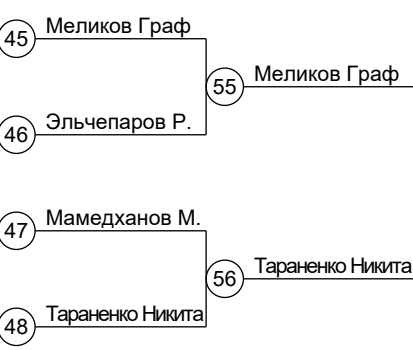 45 Меликов Граф
55 Меликов Граф
46 Эльчепаров Р.
47 Мамедханов М.
56 Тараненко Никита
48 Тараненко Никита